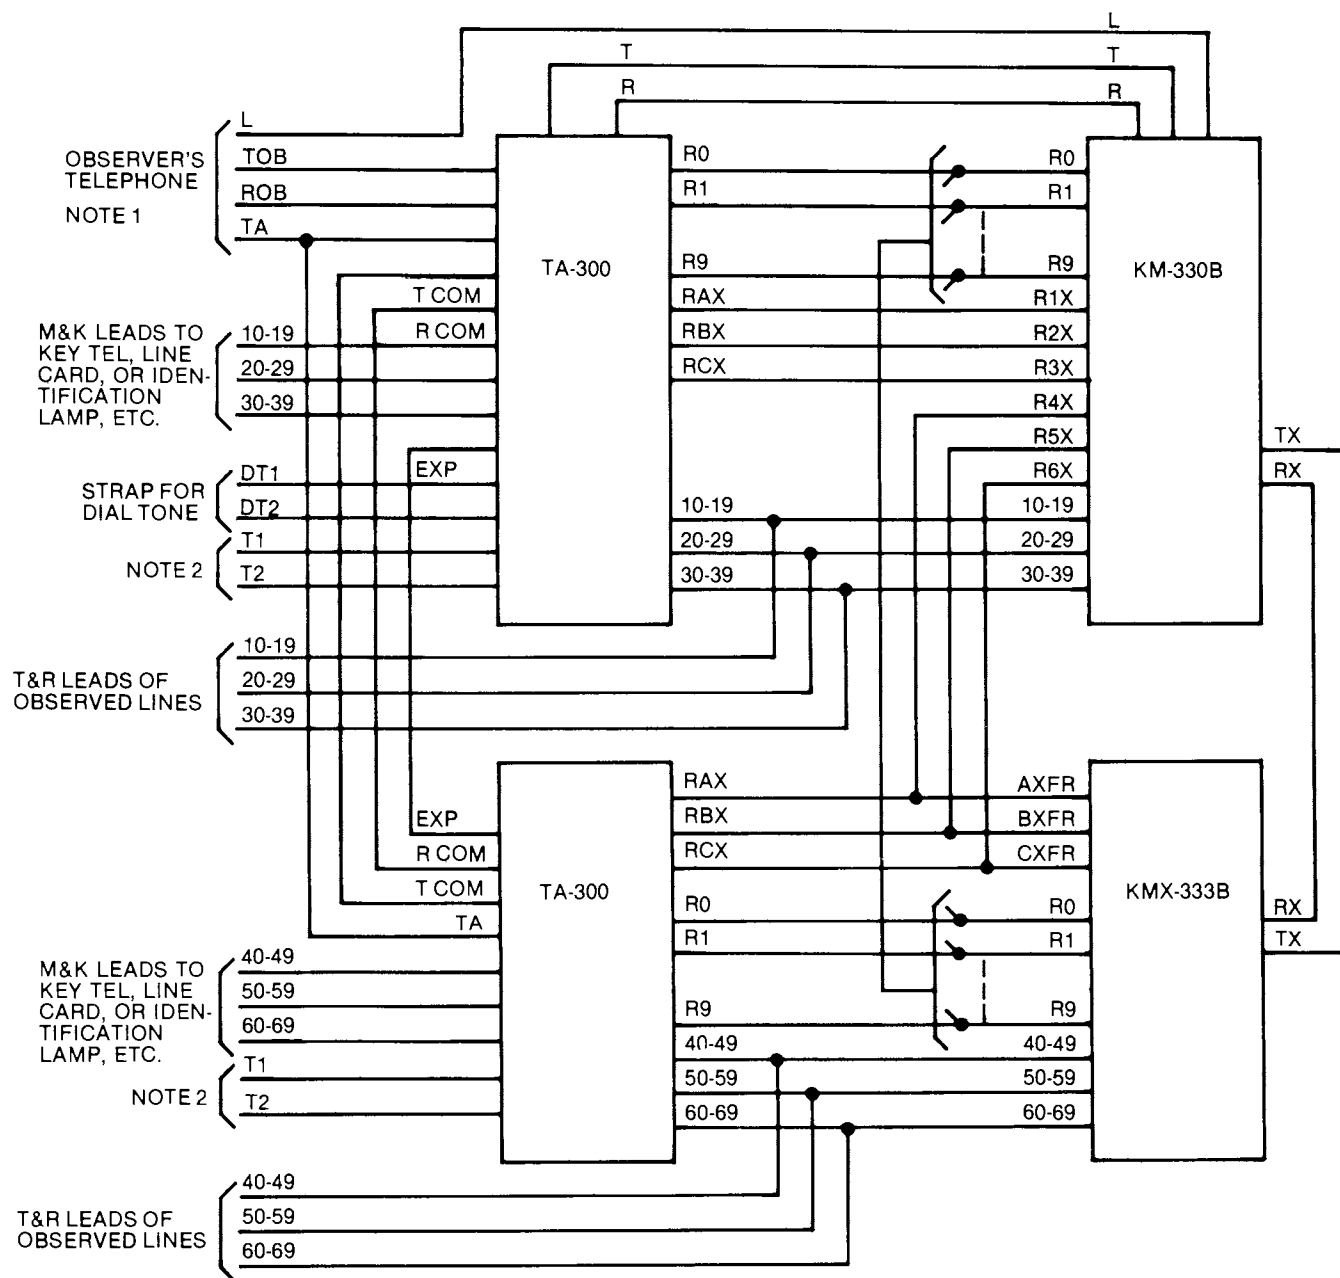 L
T
T
R
R
L
OBSERVER'S
TELEPHONE
NOTE 1
TOB
ROB
TA
TA-300
R0
R1
R9
RAX
RBX
RCX
R0
R1
R9
R1X
R2X
R3X
R4X
R5X
R6X
KM-330B
T COM
R COM
M&K LEADS TO
KEY TEL, LINE
CARD, OR IDEN-
TIFICATION
LAMP, ETC.
10-19
20-29
30-39
TX
RX
EXP
STRAP FOR
DIAL TONE
DT1
DT2
NOTE 2
T1
T2
10-19
20-29
30-39
10-19
20-29
30-39
T&R LEADS OF
OBSERVED LINES
10-19
20-29
30-39
EXP
R COM
T COM
TA
TA-300
RAX
RBX
RCX
R0
R1
R9
40-49
50-59
60-69
AXFR
BXFR
CXFR
R0
R1
R9
40-49
50-59
60-69
KMX-333B
RX
TX
M&K LEADS TO
KEY TEL, LINE
CARD, OR IDEN-
TIFICATION
LAMP, ETC.
40-49
50-59
60-69
NOTE 2
T1
T2
T&R LEADS OF
OBSERVED LINES
40-49
50-59
60-69